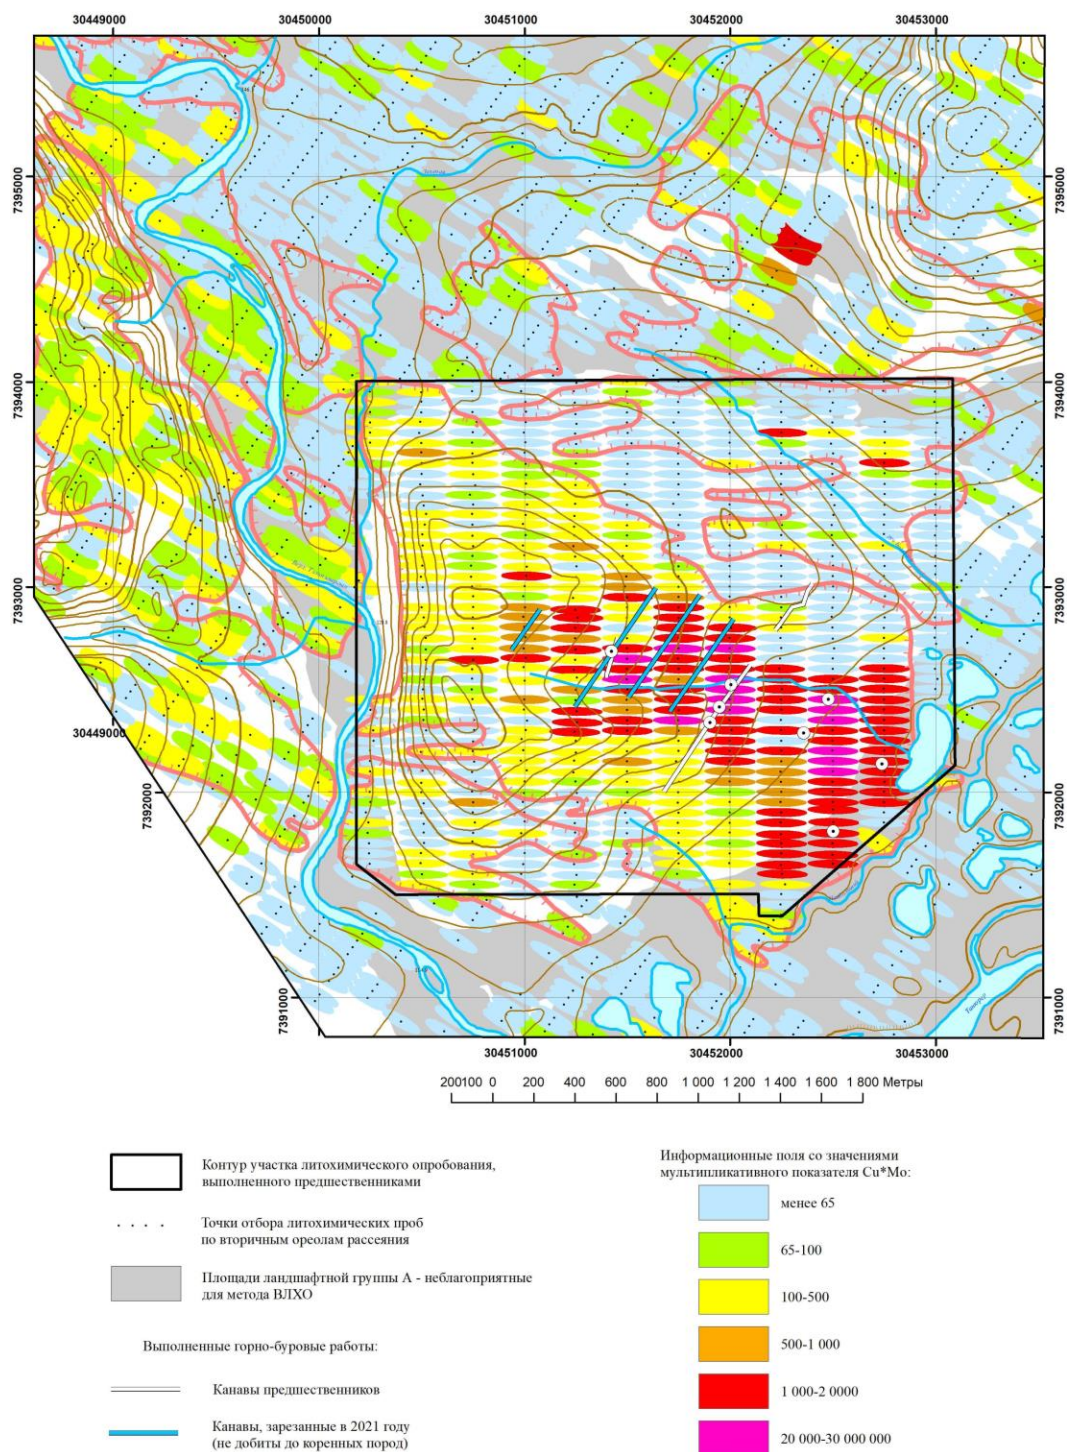 30449000
30450000
30451000
30452000
30453000
7395000
7395000
7394000
7394000
7393000
7393000
30449000
7392000
7392000
7391000
7391000
30451000
30452000
30453000
200100 0 200 400 600 800 1 000 1 200 1 400 1 600 1 800 Метры
Контур участка литохимического опробования,
выполненного предшественниками
Точки отбора литохимических проб
по вторичным ореолам рассеяния
Площади ландшафтной группы А - неблагоприятные
для метода ВЛХО
Выполненные горно-буровые работы:
Канавы предшественников
Канавы, зарезанные в 2021 году
(не добиты до коренных пород)
Информационные поля со значениями
мультипликативного показателя Cu*Mo:
менее 65
65-100
100-500
500-1 000
1 000-2 0000
20 000-30 000 000